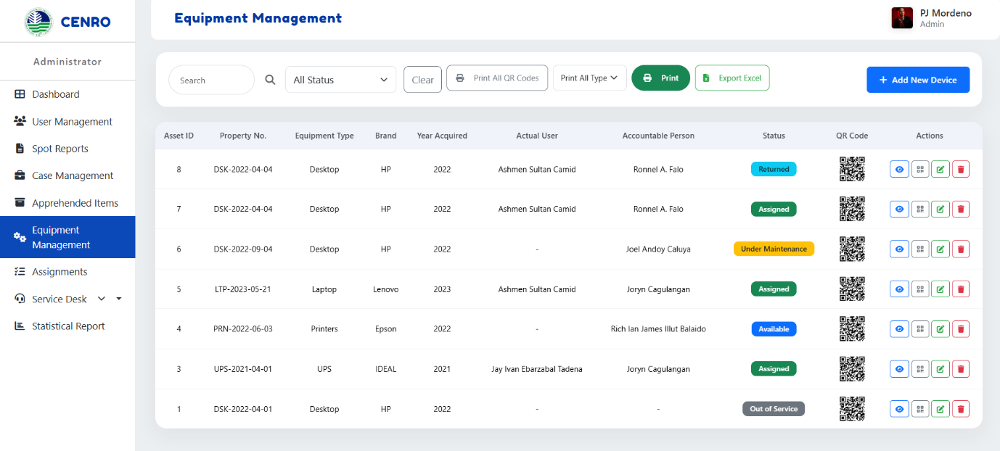 CENRO
Equipment Management
PJ Mordeno
Admin
Administrator
Dashboard
User Management
Spot Reports
Case Management
Apprehended Items
Equipment
Management
Assignments
Service Desk
Statistical Report
Search
All Status
Clear
Print All QR Codes
Print All Type
Print
Export Excel
+ Add New Device
Asset ID Property No. Equipment Type Brand Year Acquired Actual User Accountable Person Status QR Code Actions
8 DSK-2022-04-04 Desktop HP 2022 Ashmen Sultan Camid Ronnel A. Falo Returned
7 DSK-2022-04-04 Desktop HP 2022 Ashmen Sultan Camid Ronnel A. Falo Assigned
6 DSK-2022-09-04 Desktop HP 2022 - Joel Andoy Caluya Under Maintenance
5 LTP-2023-05-21 Laptop Lenovo 2023 Ashmen Sultan Camid Joryn Cagulangan Assigned
4 PRN-2022-06-03 Printers Epson 2022 - Rich Ian James Illut Balaido Available
3 UPS-2021-04-01 UPS IDEAL 2021 Jay Ivan Ebarzabal Tadena Joryn Cagulangan Assigned
1 DSK-2022-04-01 Desktop HP 2022 - - Out of Service